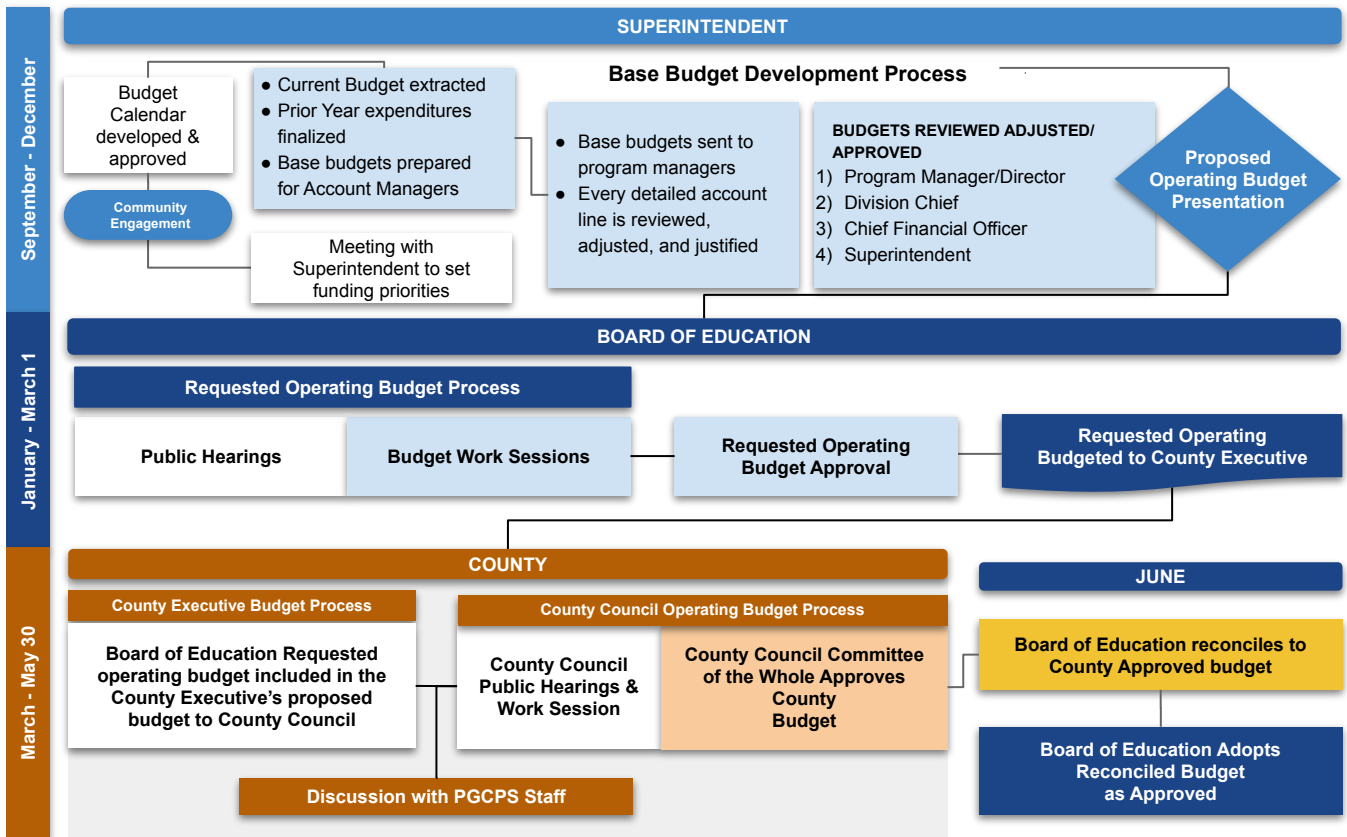 September - December
SUPERINTENDENT
Budget
Calendar
developed &
approved
Community
Engagement
● Current Budget extracted
● Prior Year expenditures
finalized
● Base budgets prepared
for Account Managers
Meeting with
Superintendent to set
funding priorities
Base Budget Development Process
● Base budgets sent to
program managers
● Every detailed account
line is reviewed,
adjusted, and justified
BUDGETS REVIEWED ADJUSTED/
APPROVED
1) Program Manager/Director
2) Division Chief
3) Chief Financial Officer
4) Superintendent
Proposed
Operating Budget
Presentation
January - March 1
BOARD OF EDUCATION
Requested Operating Budget Process
Public Hearings
Budget Work Sessions
Requested Operating
Budget Approval
Requested Operating
Budgeted to County Executive
March - May 30
COUNTY
County Executive Budget Process
Board of Education Requested
operating budget included in the
County Executive’s proposed
budget to County Council
County Council Operating Budget Process
County Council
Public Hearings &
Work Session
County Council Committee
of the Whole Approves
County
Budget
Discussion with PGCPS Staff
JUNE
Board of Education reconciles to
County Approved budget
Board of Education Adopts
Reconciled Budget
as Approved